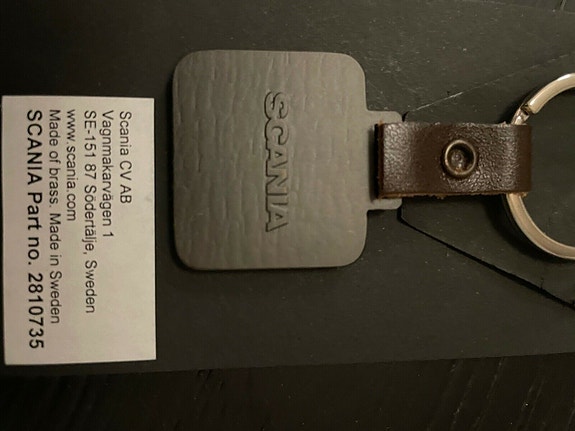 SCANIA
Scania CV AB
Vagnmakarvägen 1
SE-151 87 Södertälje, Sweden
www.scania.com
Made of brass. Made in Sweden
SCANIA Part no. 2810735